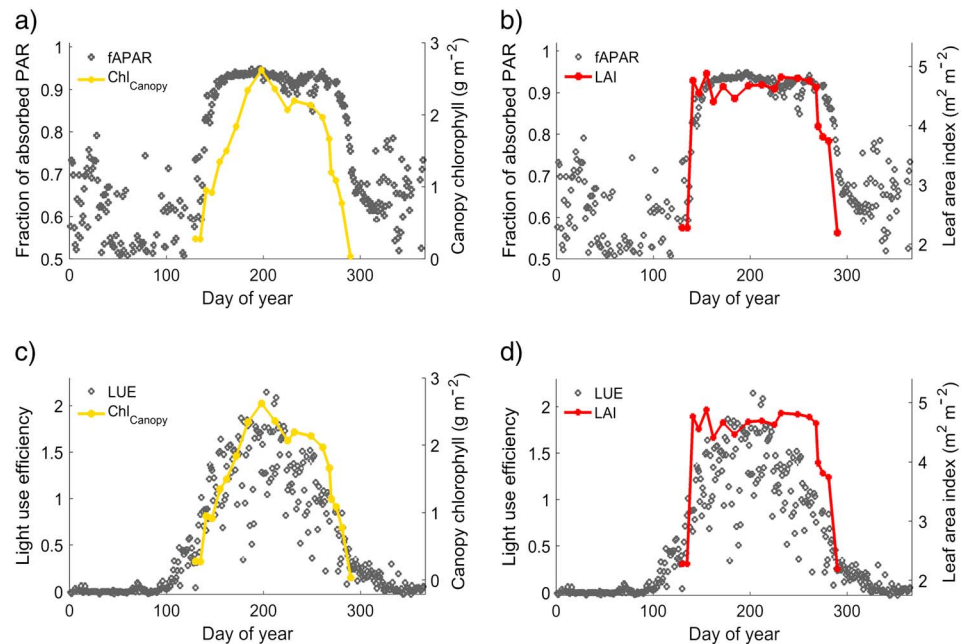 a)
fAPAR
Chl Canopy
Fraction of absorbed PAR
1
0.9
0.8
0.7
0.6
0.5
3
2
1
0
Canopy chlorophyll (g m⁻²)
0
100
200
300
Day of year
b)
fAPAR
LAI
Fraction of absorbed PAR
1
0.9
0.8
0.7
0.6
0.5
5
4
3
2
Leaf area index (m² m⁻²)
0
100
200
300
Day of year
c)
LUE
Chl Canopy
Light use efficiency
2
1.5
1
0.5
0
3
2
1
0
Canopy chlorophyll (g m⁻²)
0
100
200
300
Day of year
d)
LUE
LAI
Light use efficiency
2
1.5
1
0.5
0
5
4
3
2
Leaf area index (m² m⁻²)
0
100
200
300
Day of year